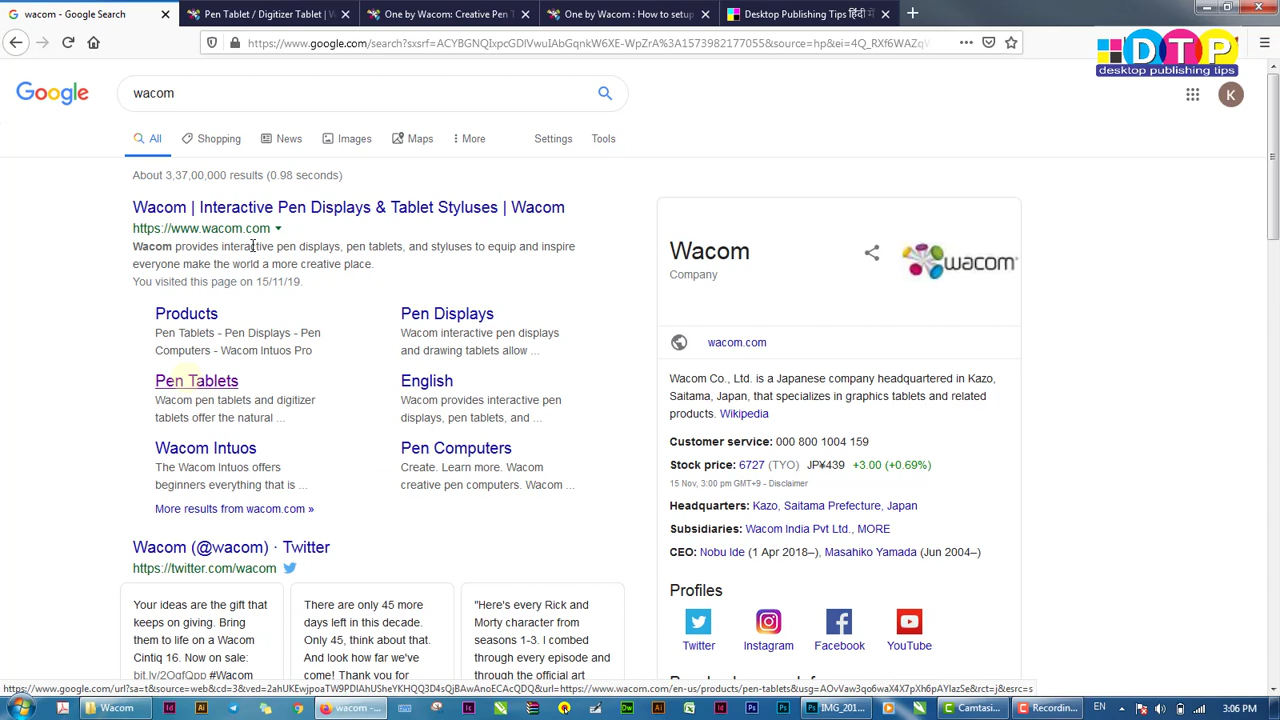 wacom - Google Search
Pen Tablet / Digitizer Tablet | W
One by Wacom: Creative Pen T
One by Wacom : How to setup
Desktop Publishing Tips हिंदी में
DTP
desktop publishing tips
Google
wacom
K
All
Shopping
News
Images
Maps
More
Settings
Tools
About 3,37,00,000 results (0.98 seconds)
Wacom | Interactive Pen Displays & Tablet Styluses | Wacom
https://www.wacom.com
Wacom provides interactive pen displays, pen tablets, and styluses to equip and inspire
everyone make the world a more creative place.
You visited this page on 15/11/19.
Products
Pen Tablets - Pen Displays - Pen
Computers - Wacom Intuos Pro
Pen Displays
Wacom interactive pen displays
and drawing tablets allow ...
Pen Tablets
Wacom pen tablets and digitizer
tablets offer the natural ...
English
Wacom provides interactive pen
displays, pen tablets, and ...
Wacom Intuos
The Wacom Intuos offers
beginners everything that is ...
Pen Computers
Create. Learn more. Wacom
creative pen computers. Wacom ...
More results from wacom.com »
Wacom (@wacom) · Twitter
https://twitter.com/wacom
Your ideas are the gift that
keeps on giving. Bring
them to life on a Wacom
Cintiq 16. Now on sale:
There are only 45 more
days left in this decade.
Only 45, think about that.
And look how far we've
come! Thank you for
"Here's every Rick and
Morty character from
seasons 1-3. I combed
through every episode and
through the official art
Wacom
Company
wacom
wacom.com
Wacom Co., Ltd. is a Japanese company headquartered in Kazo,
Saitama, Japan, that specializes in graphics tablets and related
products. Wikipedia
Customer service: 000 800 1004 159
Stock price: 6727 (TYO) JP¥439 +3.00 (+0.69%)
15 Nov, 3:00 pm GMT+9 - Disclaimer
Headquarters: Kazo, Saitama Prefecture, Japan
Subsidiaries: Wacom India Pvt Ltd., MORE
CEO: Nobu Ide (1 Apr 2018–), Masahiko Yamada (Jun 2004–)
Profiles
Twitter
Instagram
Facebook
YouTube
Wacom
wacom -...
IMG_201...
Camtasi...
Recordin...
EN
3:06 PM